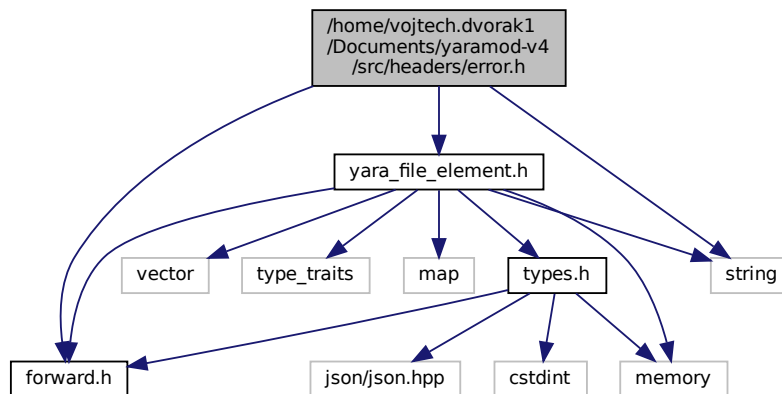 /home/vojtech.dvorak1
/Documents/yaramod-v4
/src/headers/error.h
yara_file_element.h
vector
type_traits
map
types.h
string
forward.h
json/json.hpp
cstdint
memory